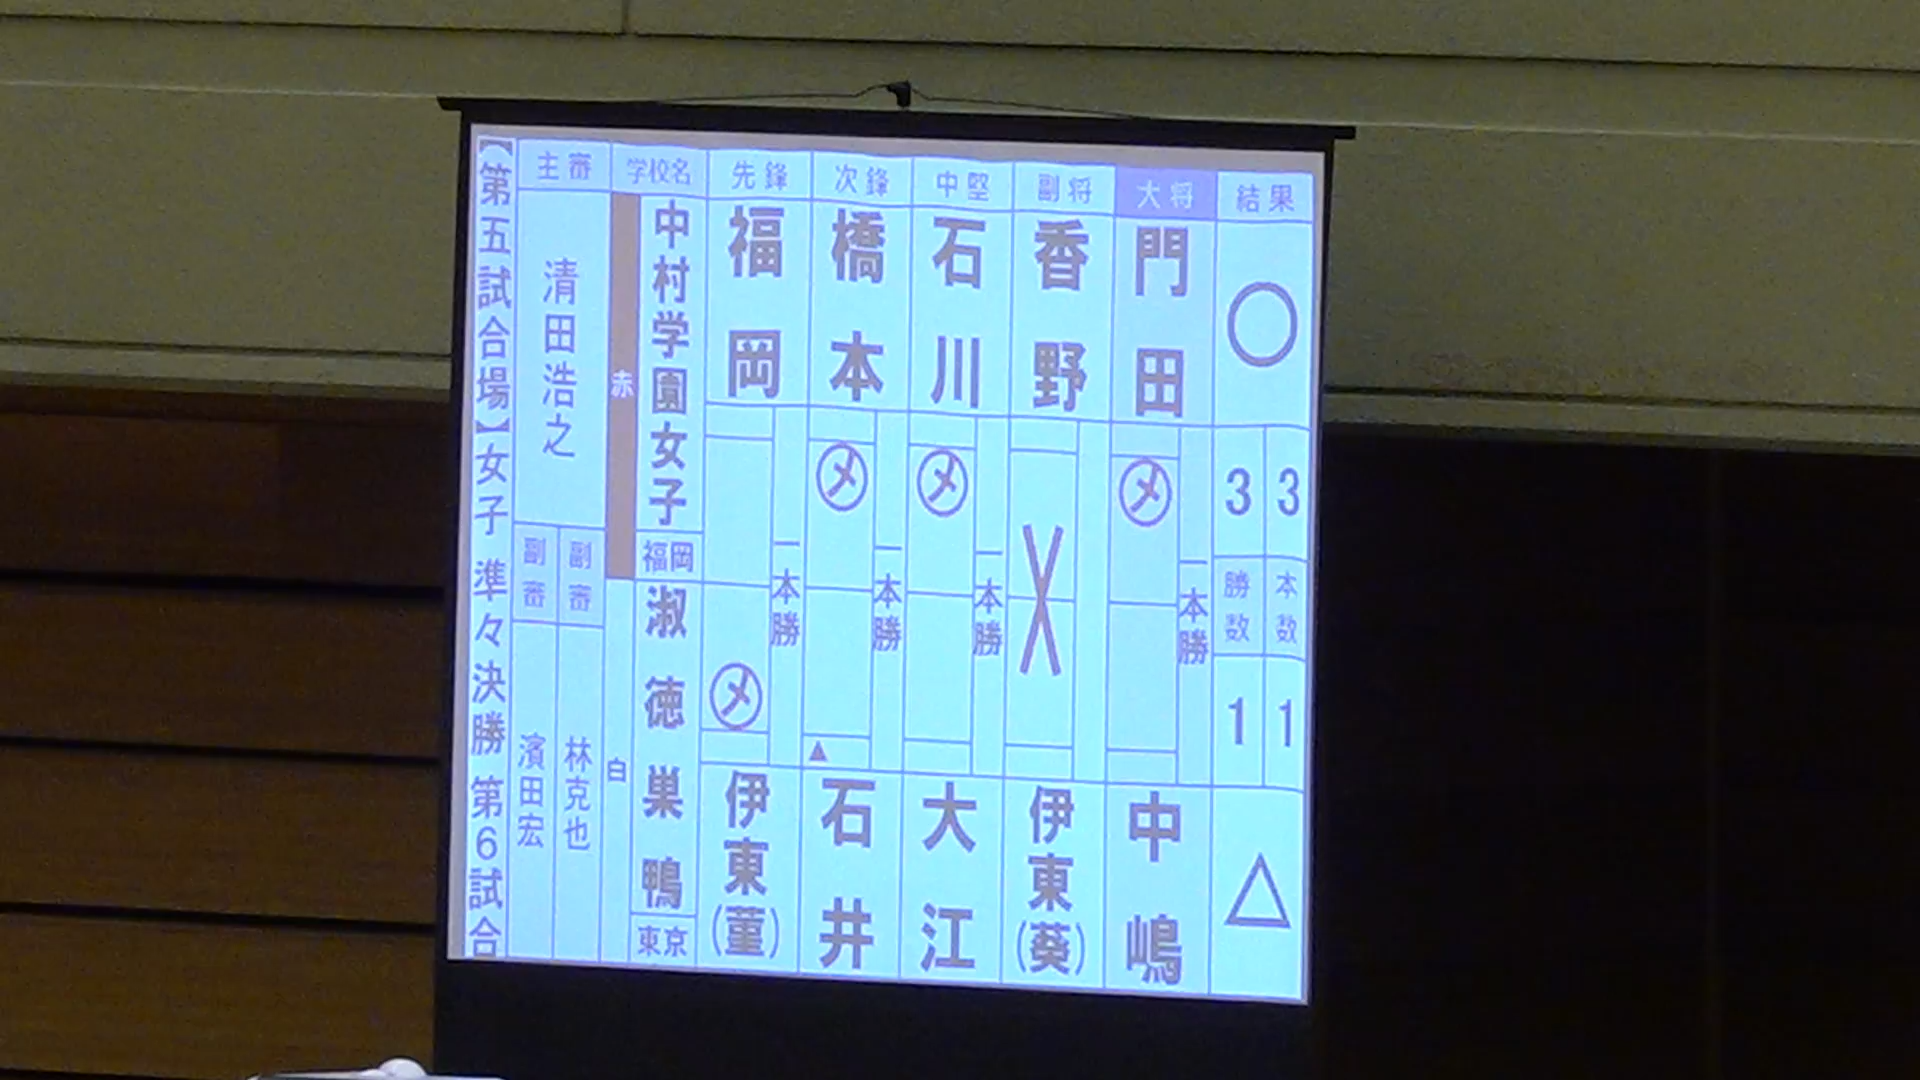 【第五試合場】女子 準々決勝 第6試合
主審
清田浩之
副審
濱田宏
副審
林克也
学校名
赤
中村学園女子
福岡
白
淑徳巣鴨
東京
先鋒
福岡
メ
一本勝
伊東(菫)
次鋒
橋本
メ
一本勝
▲
石井
中堅
石川
メ
一本勝
大江
副将
香野
×
伊東(葵)
大将
門田
メ
一本勝
中嶋
結果
○
3 3
勝数 本数
1 1
△